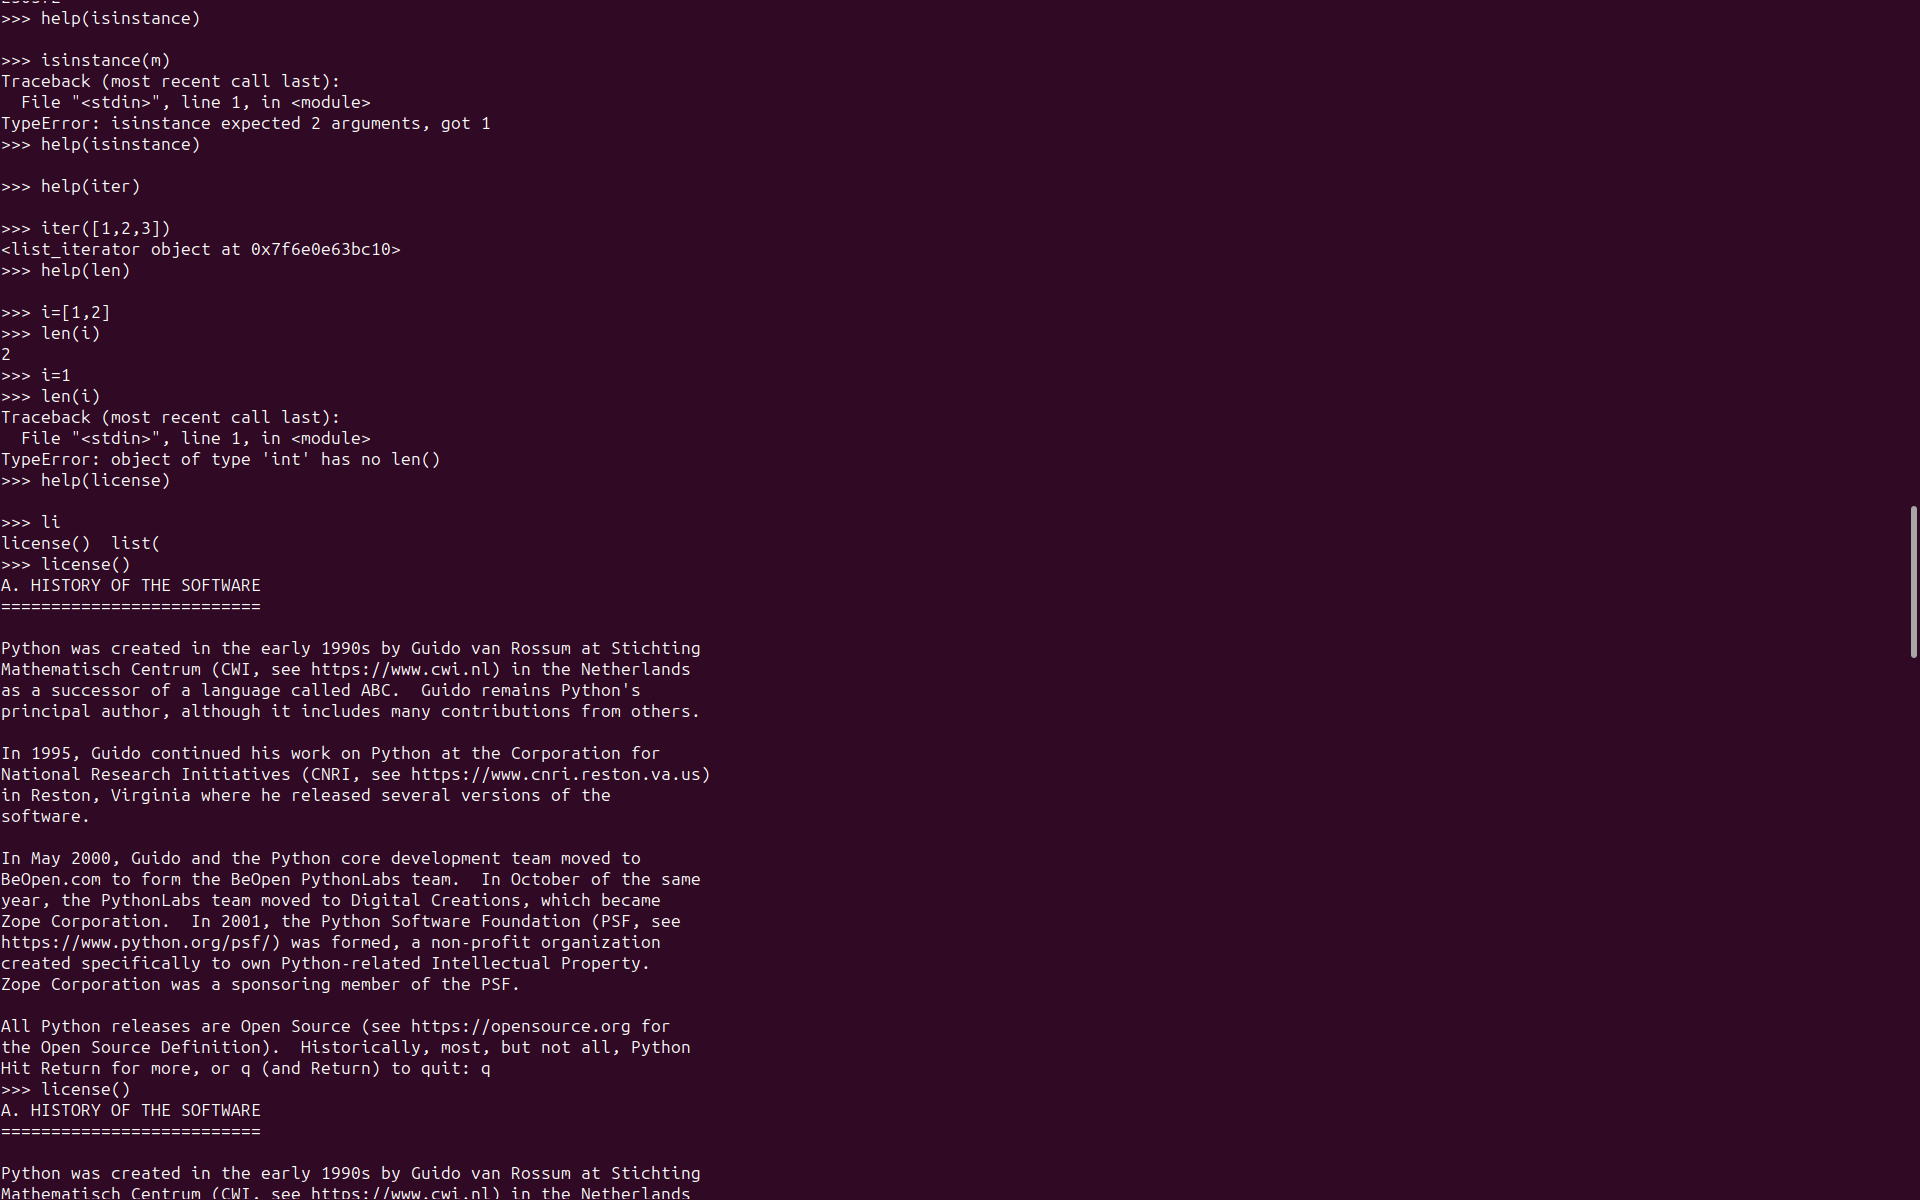 >>> help(isinstance)
>>> isinstance(m)
Traceback (most recent call last):
  File "<stdin>", line 1, in <module>
TypeError: isinstance expected 2 arguments, got 1
>>> help(isinstance)
>>> help(iter)
>>> iter([1,2,3])
<list_iterator object at 0x7f6e0e63bc10>
>>> help(len)
>>> i=[1,2]
>>> len(i)
2
>>> i=1
>>> len(i)
Traceback (most recent call last):
  File "<stdin>", line 1, in <module>
TypeError: object of type 'int' has no len()
>>> help(license)
>>> li
license()  list(
>>> license()
A. HISTORY OF THE SOFTWARE
==========================
Python was created in the early 1990s by Guido van Rossum at Stichting
Mathematisch Centrum (CWI, see https://www.cwi.nl) in the Netherlands
as a successor of a language called ABC.  Guido remains Python's
principal author, although it includes many contributions from others.
In 1995, Guido continued his work on Python at the Corporation for
National Research Initiatives (CNRI, see https://www.cnri.reston.va.us)
in Reston, Virginia where he released several versions of the
software.
In May 2000, Guido and the Python core development team moved to
BeOpen.com to form the BeOpen PythonLabs team.  In October of the same
year, the PythonLabs team moved to Digital Creations, which became
Zope Corporation.  In 2001, the Python Software Foundation (PSF, see
https://www.python.org/psf/) was formed, a non-profit organization
created specifically to own Python-related Intellectual Property.
Zope Corporation was a sponsoring member of the PSF.
All Python releases are Open Source (see https://opensource.org for
the Open Source Definition).  Historically, most, but not all, Python
Hit Return for more, or q (and Return) to quit: q
>>> license()
A. HISTORY OF THE SOFTWARE
==========================
Python was created in the early 1990s by Guido van Rossum at Stichting
Mathematisch Centrum (CWI, see https://www.cwi.nl) in the Netherlands